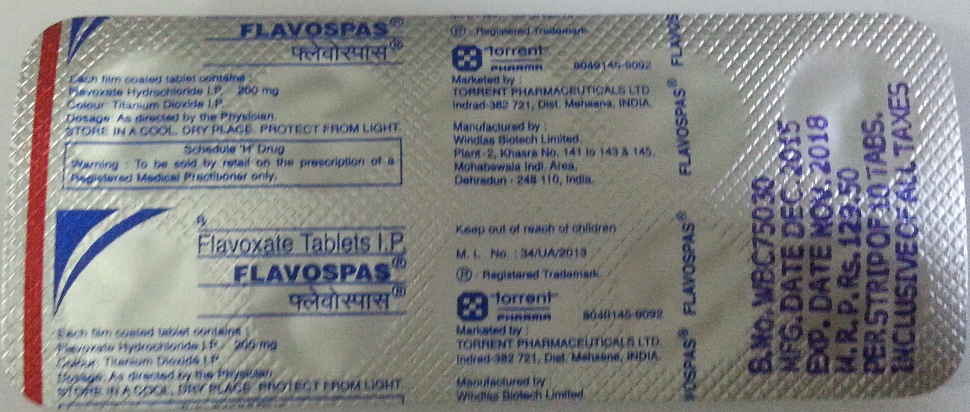 FLAVOSPAS®
फ्लेवोस्पास®
Each film coated tablet contains :
Flavoxate Hydrochloride I.P. 200 mg
Colour: Titanium Dioxide I.P.
Dosage: As directed by the Physician.
STORE IN A COOL, DRY PLACE. PROTECT FROM LIGHT.
Schedule 'H' Drug
Warning : To be sold by retail on the prescription of a
Registered Medical Practitioner only.
Rx
Flavoxate Tablets I.P.
FLAVOSPAS®
फ्लेवोस्पास®
Each film coated tablet contains :
Flavoxate Hydrochloride I.P. 200 mg
Colour: Titanium Dioxide I.P.
Dosage: As directed by the Physician.
STORE IN A COOL, DRY PLACE. PROTECT FROM LIGHT.
® : Registered Trademark
torrent
PHARMA 8049145-9092
Marketed by :
TORRENT PHARMACEUTICALS LTD.
Indrad-382 721, Dist. Mehsana, INDIA.
Manufactured by :
Windlas Biotech Limited.
Plant-2, Khasra No. 141 to 143 & 145,
Mohabewala Indl. Area,
Dehradun - 248 110, India.
Keep out of reach of children
M. L. No : 34/UA/2013
® : Registered Trademark
torrent
PHARMA 8049145-9092
Marketed by :
TORRENT PHARMACEUTICALS LTD.
Indrad-382 721, Dist. Mehsana, INDIA.
Manufactured by
Windlas Biotech Limited.
FLAVOS
FLAVOSPAS®
FLAVOSPAS®
VOSPAS®
B.No. WBC75030
MFG. DATE DEC. 2015
EXP. DATE NOV. 2018
M. R. P. Rs. 129.50
PER STRIP OF 10 TABS.
INCLUSIVE OF ALL TAXES